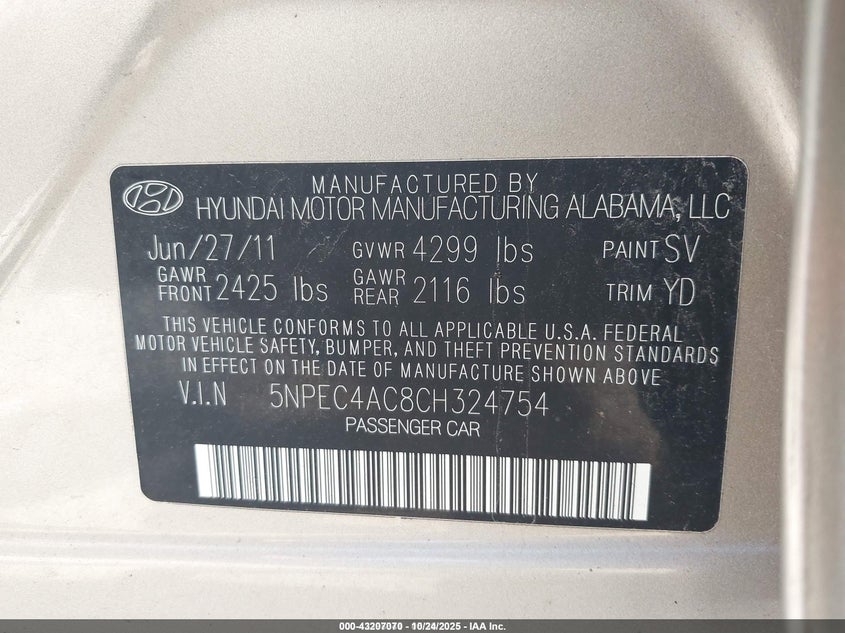 MANUFACTURED BY
HYUNDAI MOTOR MANUFACTURING ALABAMA, LLC
Jun/27/11 GVWR 4299 lbs PAINT SV
GAWR FRONT 2425 lbs GAWR REAR 2116 lbs TRIM YD
THIS VEHICLE CONFORMS TO ALL APPLICABLE U.S.A. FEDERAL
MOTOR VEHICLE SAFETY, BUMPER, AND THEFT PREVENTION STANDARDS
IN EFFECT ON THE DATE OF MANUFACTURE SHOWN ABOVE
V.I.N 5NPEC4AC8CH324754
PASSENGER CAR
000-43207070 - 10/24/2025 - IAA Inc.